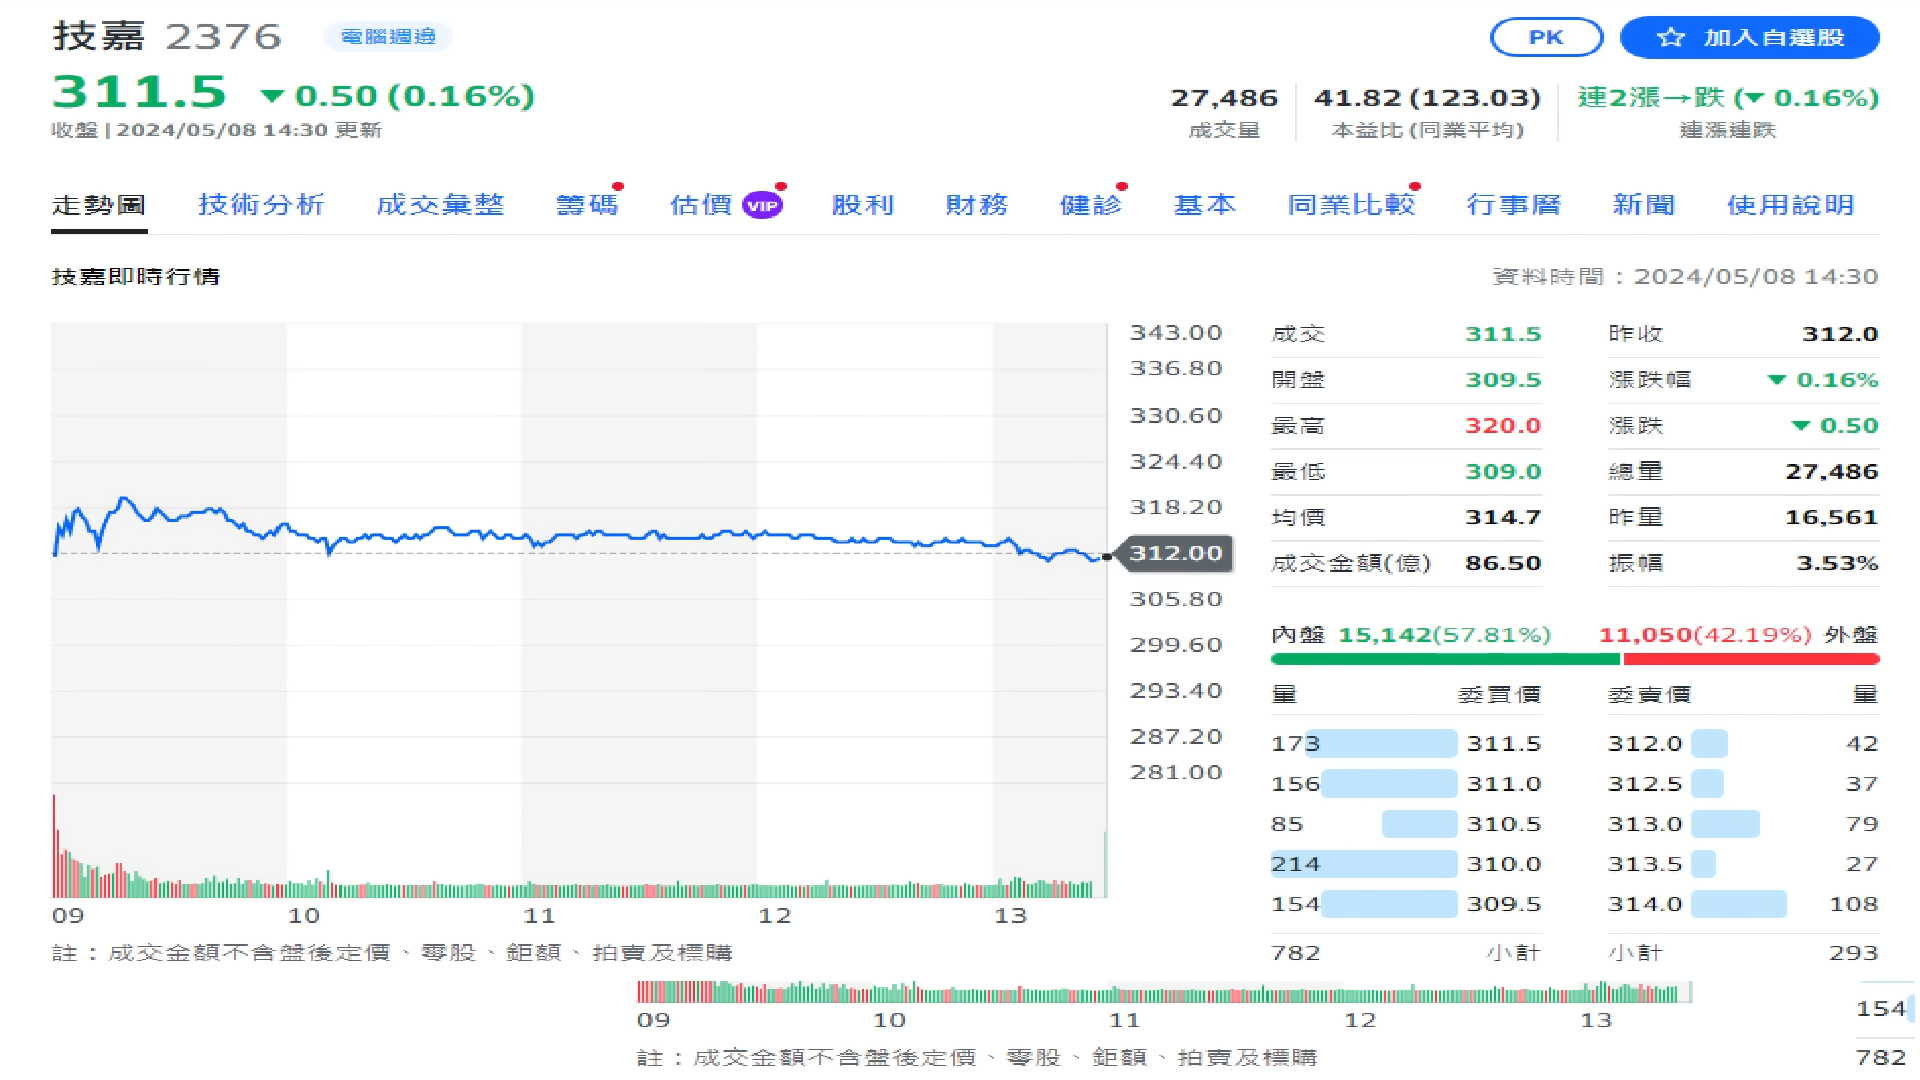 技嘉 2376 電腦週邊
PK ☆ 加入自選股
311.5 ▼ 0.50 (0.16%)
收盤 | 2024/05/08 14:30 更新
27,486 41.82 (123.03) 連2漲→跌 (▼ 0.16%)
成交量 本益比 (同業平均) 連漲連跌
走勢圖 技術分析 成交彙整 籌碼 估價 VIP 股利 財務 健診 基本 同業比較 行事曆 新聞 使用說明
技嘉即時行情
資料時間：2024/05/08 14:30
343.00
336.80
330.60
324.40
318.20
312.00
305.80
299.60
293.40
287.20
281.00
09 10 11 12 13
註：成交金額不含盤後定價、零股、鉅額、拍賣及標購
成交 311.5 昨收 312.0
開盤 309.5 漲跌幅 ▼ 0.16%
最高 320.0 漲跌 ▼ 0.50
最低 309.0 總量 27,486
均價 314.7 昨量 16,561
成交金額(億) 86.50 振幅 3.53%
內盤 15,142(57.81%) 11,050(42.19%) 外盤
量 委買價 委賣價 量
173 311.5 312.0 42
156 311.0 312.5 37
85 310.5 313.0 79
214 310.0 313.5 27
154 309.5 314.0 108
782 小計 小計 293
09 10 11 12 13
154
註：成交金額不含盤後定價、零股、鉅額、拍賣及標購
782